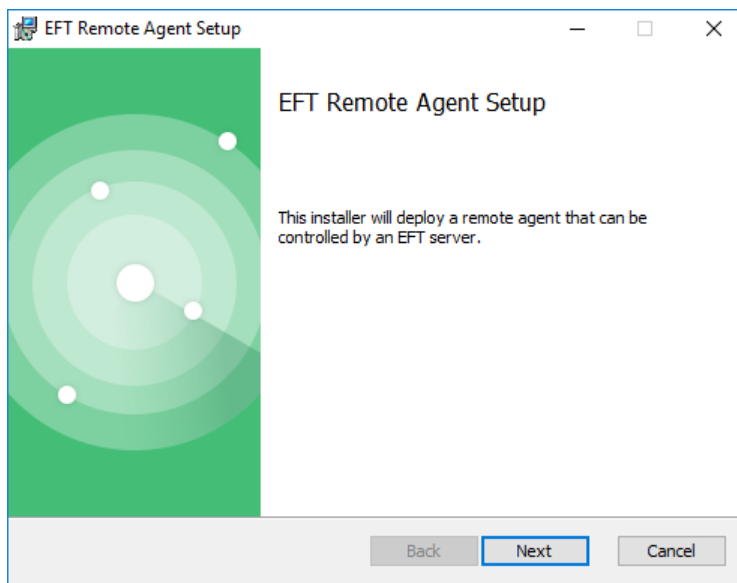 EFT Remote Agent Setup
EFT Remote Agent Setup
This installer will deploy a remote agent that can be
controlled by an EFT server.
Back Next Cancel